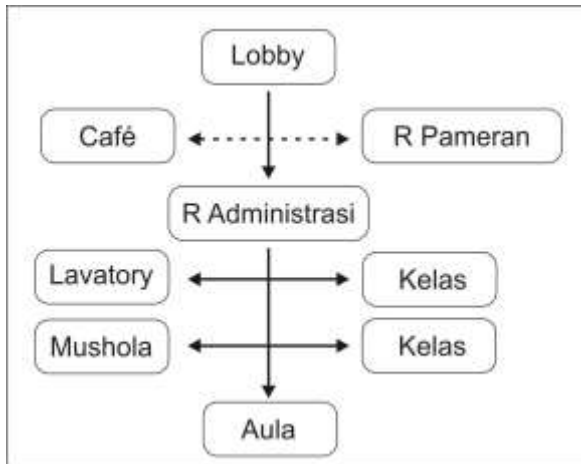 Lobby
Café
R Pameran
R Administrasi
Lavatory
Kelas
Mushola
Kelas
Aula